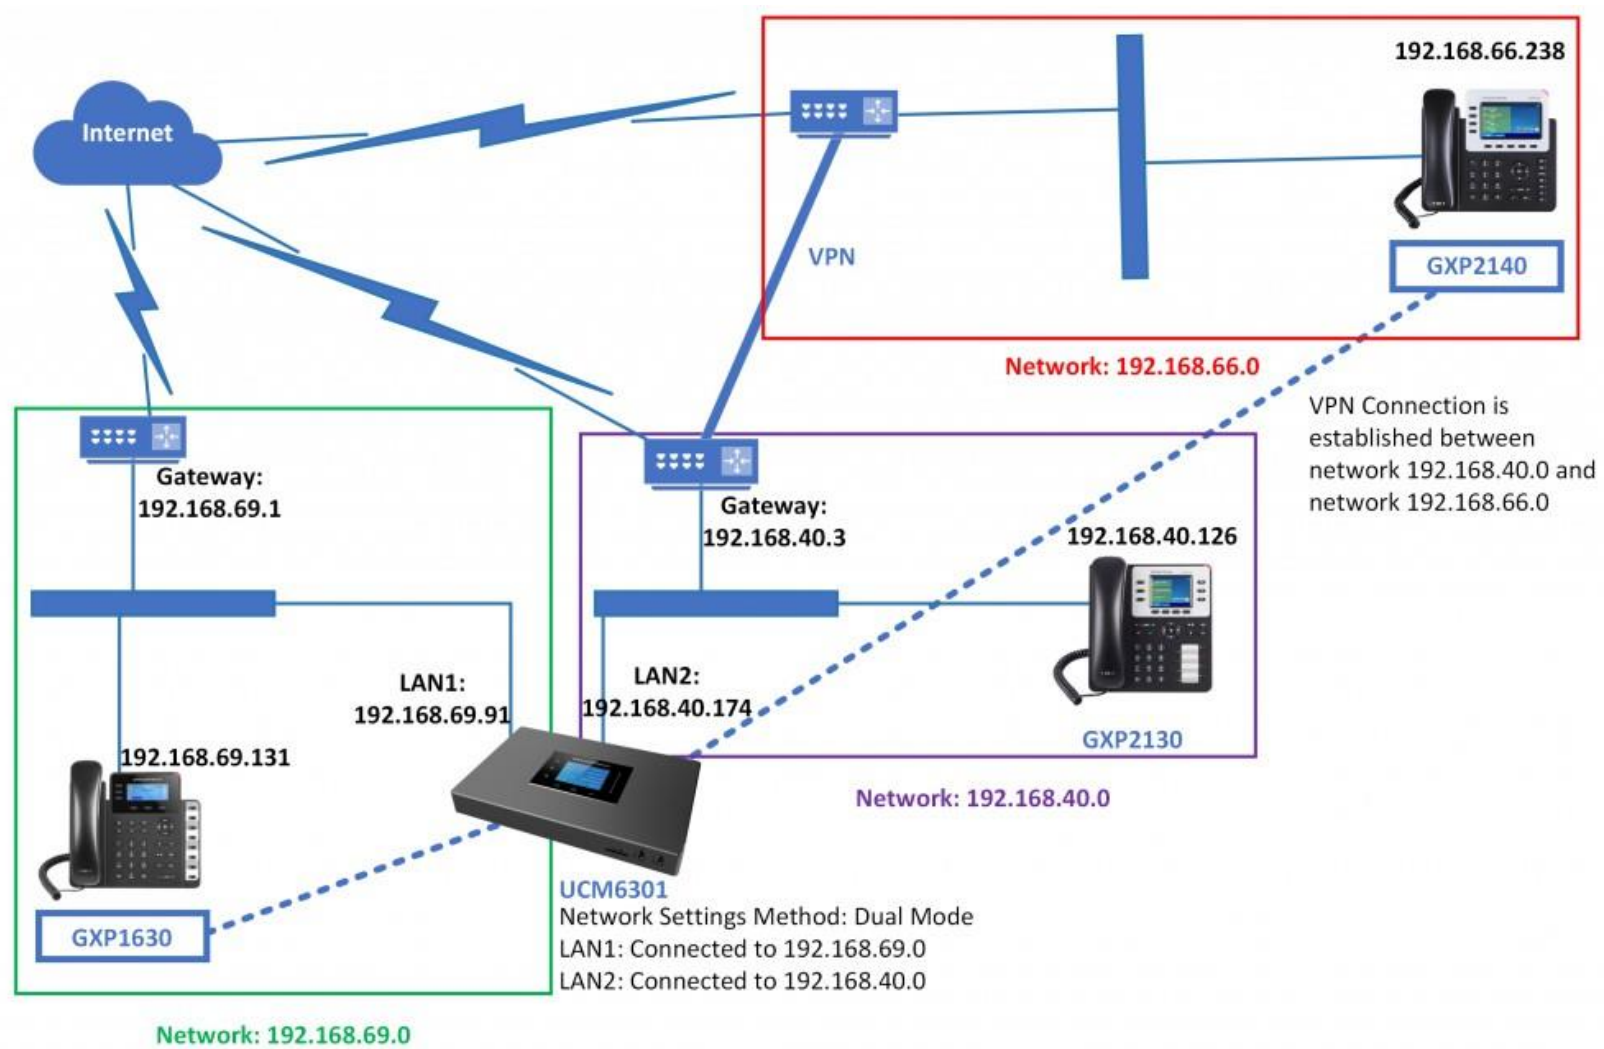 192.168.66.238
Internet
VPN
GXP2140
Network: 192.168.66.0
VPN Connection is
established between
network 192.168.40.0 and
network 192.168.66.0
Gateway:
192.168.69.1
Gateway:
192.168.40.3
192.168.40.126
LAN1:
192.168.69.91
LAN2:
192.168.40.174
GXP2130
192.168.69.131
Network: 192.168.40.0
UCM6301
Network Settings Method: Dual Mode
LAN1: Connected to 192.168.69.0
LAN2: Connected to 192.168.40.0
GXP1630
Network: 192.168.69.0